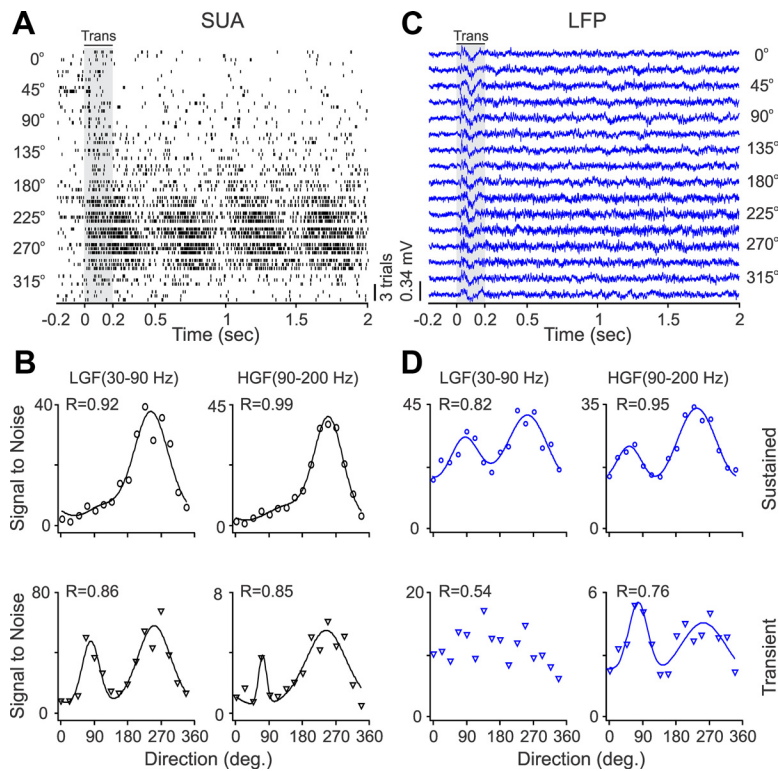 A SUA C LFP
Trans Trans
0° 0°
45° 45°
90° 90°
135° 135°
180° 180°
225° 225°
270° 270°
315° 3 trials 0.34 mV 315°
-0.2 0 0.2 0.5 1 1.5 2 -0.2 0 0.2 0.5 1 1.5 2
Time (sec) Time (sec)
B D
LGF(30-90 Hz) HGF(90-200 Hz) LGF(30-90 Hz) HGF(90-200 Hz)
40 R=0.92 45 R=0.99 45 R=0.82 35 R=0.95
Signal to Noise Sustained
0 0 0 0
80 R=0.86 8 R=0.85 20 R=0.54 6 R=0.76
Signal to Noise Transient
0 0 0 0
0 90 180 270 360 0 90 180 270 360 0 90 180 270 360 0 90 180 270 360
Direction (deg.) Direction (deg.)